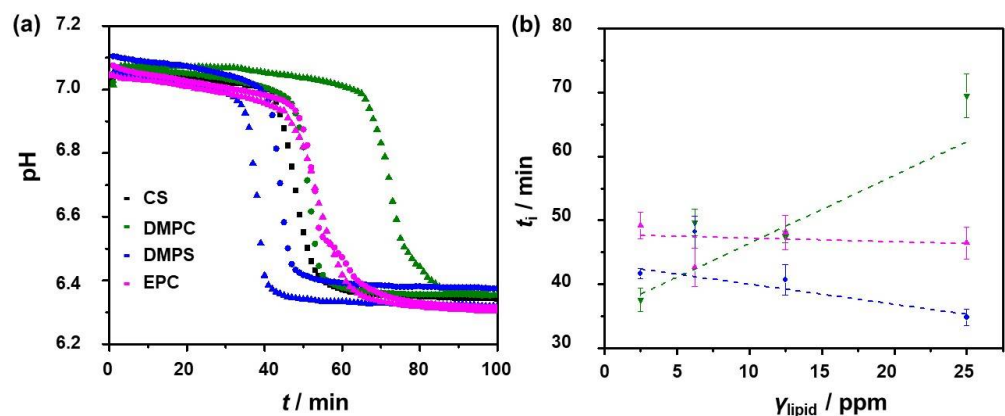 (a)
7.2
7.0
6.8
6.6
6.4
6.2
pH
CS
DMPC
DMPS
EPC
0 20 40 60 80 100
t / min
(b)
80
70
60
50
40
30
tᵢ / min
0 5 10 15 20 25
γlipid / ppm